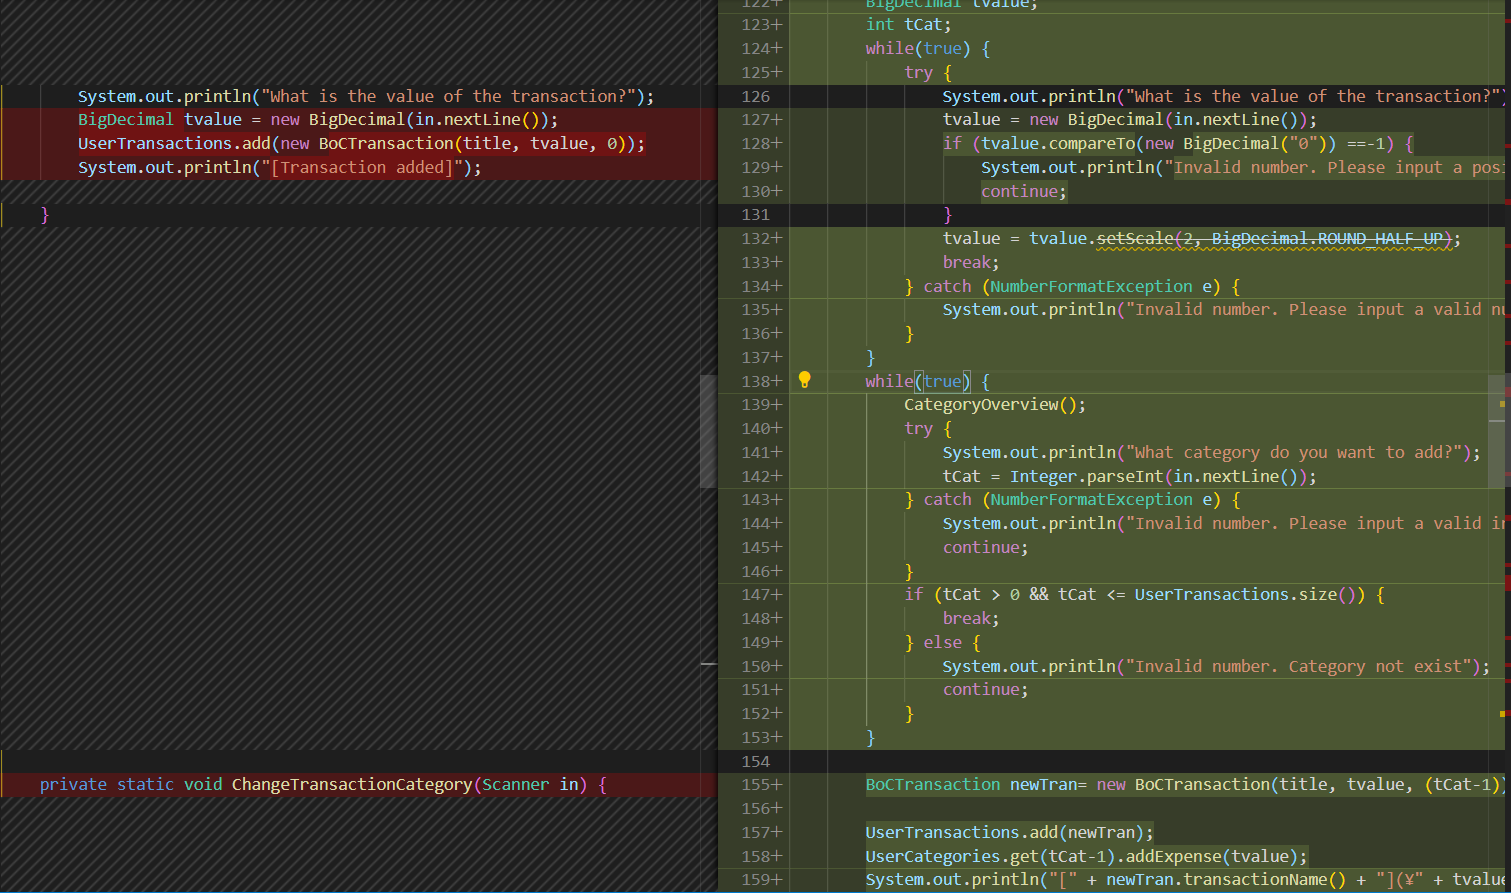 System.out.println("What is the value of the transaction?");
BigDecimal tvalue = new BigDecimal(in.nextLine());
UserTransactions.add(new BoCTransaction(title, tvalue, 0));
System.out.println("[Transaction added]");
}
private static void ChangeTransactionCategory(Scanner in) {
122+ BigDecimal tvalue;
123+ int tCat;
124+ while(true) {
125+ try {
126 System.out.println("What is the value of the transaction?")
127+ tvalue = new BigDecimal(in.nextLine());
128+ if (tvalue.compareTo(new BigDecimal("0")) ==-1) {
129+ System.out.println("Invalid number. Please input a posi
130+ continue;
131 }
132+ tvalue = tvalue.setScale(2, BigDecimal.ROUND_HALF_UP);
133+ break;
134+ } catch (NumberFormatException e) {
135+ System.out.println("Invalid number. Please input a valid nu
136+ }
137+ }
138+ while(true) {
139+ CategoryOverview();
140+ try {
141+ System.out.println("What category do you want to add?");
142+ tCat = Integer.parseInt(in.nextLine());
143+ } catch (NumberFormatException e) {
144+ System.out.println("Invalid number. Please input a valid in
145+ continue;
146+ }
147+ if (tCat > 0 && tCat <= UserTransactions.size()) {
148+ break;
149+ } else {
150+ System.out.println("Invalid number. Category not exist");
151+ continue;
152+ }
153+ }
154
155+ BoCTransaction newTran= new BoCTransaction(title, tvalue, (tCat-1))
156+
157+ UserTransactions.add(newTran);
158+ UserCategories.get(tCat-1).addExpense(tvalue);
159+ System.out.println("[" + newTran.transactionName() + "](¥" + tvalue